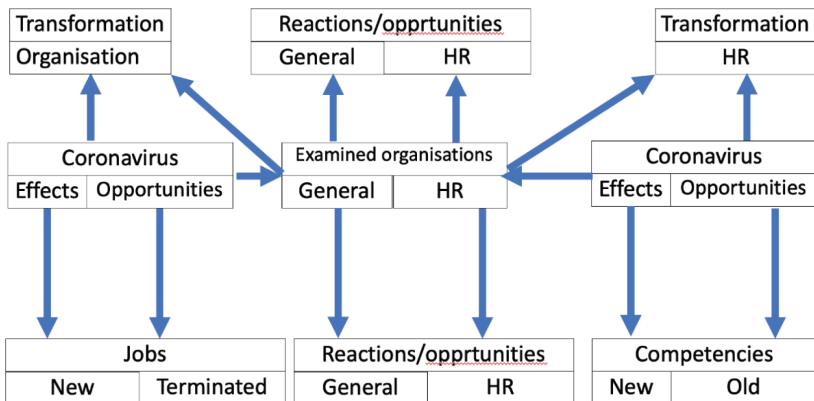 Transformation
Organisation
Reactions/opprtunities
General HR
Transformation
HR
Coronavirus
Effects Opportunities
Examined organisations
General HR
Coronavirus
Effects Opportunities
Jobs
New Terminated
Reactions/opprtunities
General HR
Competencies
New Old